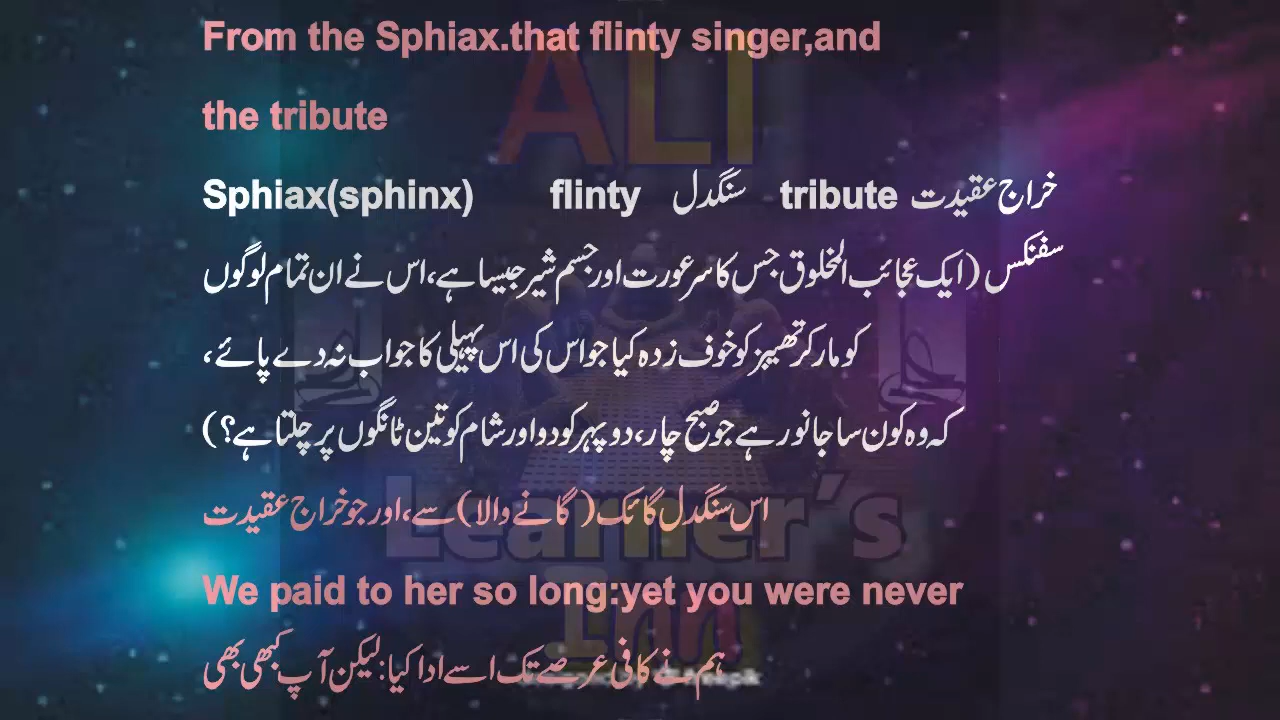 From the Sphiax.that flinty singer,and
the tribute
Sphiax(sphinx) flinty سنگدل tribute خراج عقیدت
سفنکس (ایک عجائب المخلوق جس کا سر عورت اور جسم شیر جیسا ہے، اس نے ان تمام لوگوں
کو مار کر تھیبز کو خوف زدہ کیا جو اس کی اس پہیلی کا جواب نہ دے پائے،
کہ وہ کون سا جانور ہے جو صبح چار، دوپہر کو دو اور شام کو تین ٹانگوں پر چلتا ہے؟)
اس سنگدل گائک (گانے والا) سے، اور جو خراج عقیدت
We paid to her so long:yet you were never
ہم نے کافی عرصے تک اسے ادا کیا: لیکن آپ کبھی بھی
ALI
Learner's
Inn